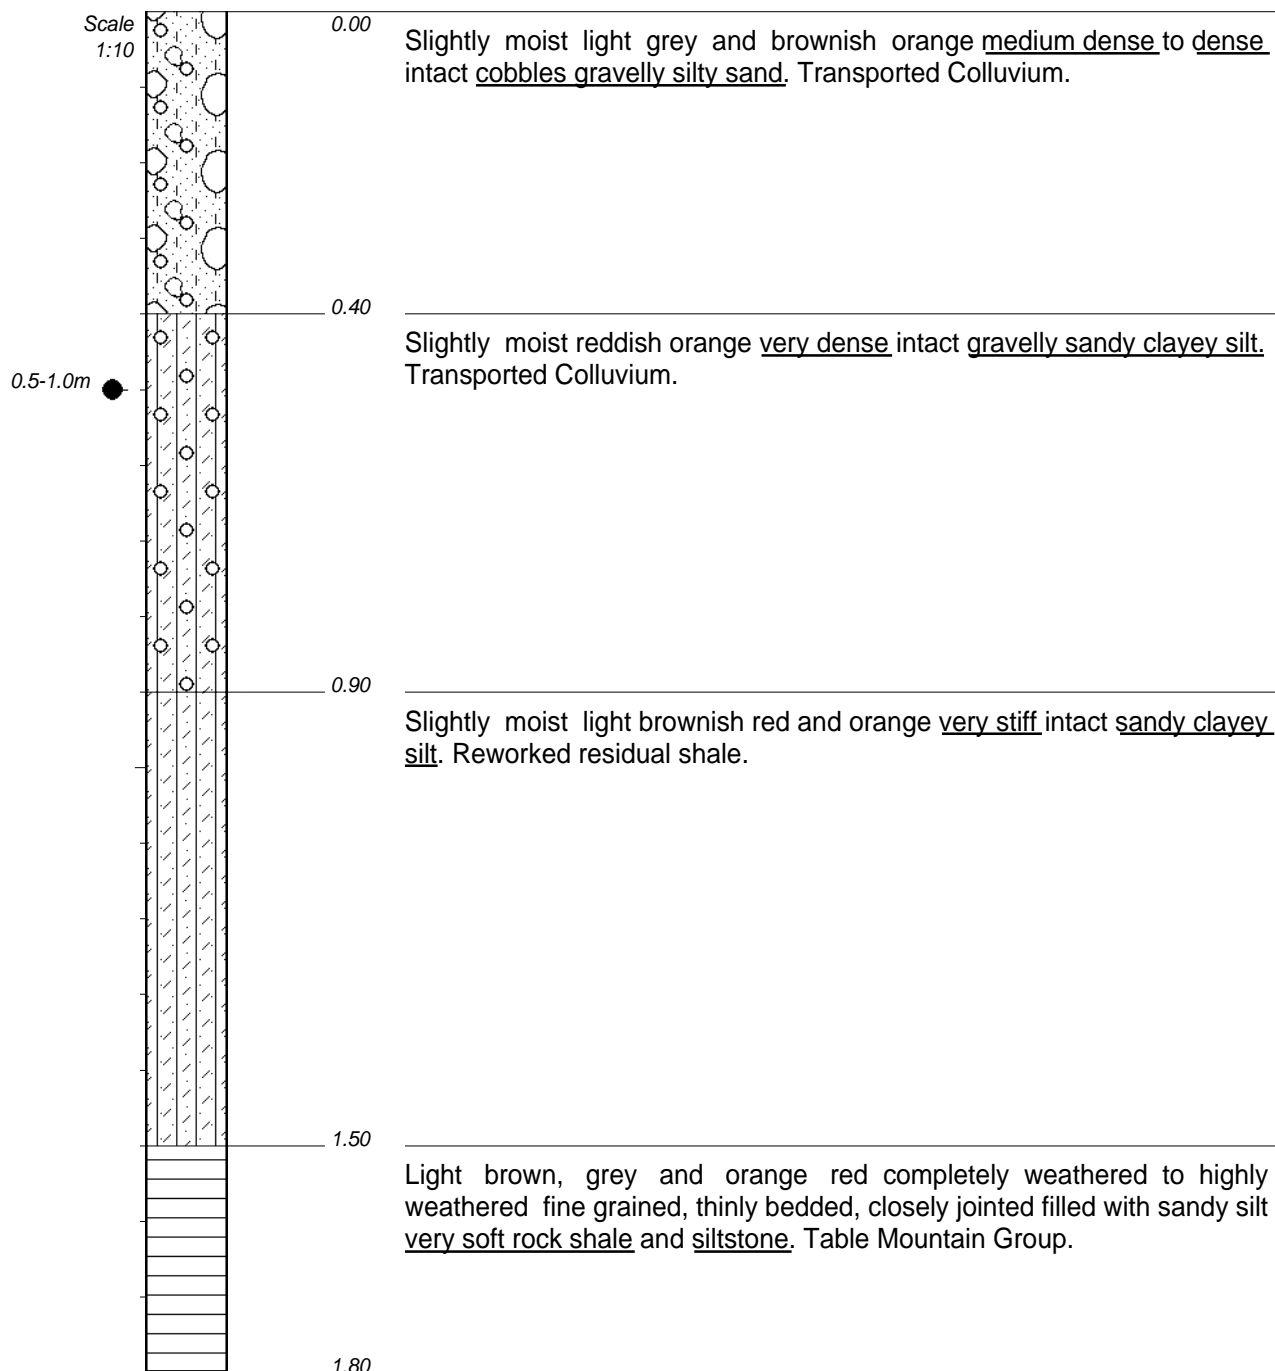 Scale
1:10
0.00
Slightly moist light grey and brownish orange medium dense to dense
intact cobbles gravelly silty sand. Transported Colluvium.
0.40
Slightly moist reddish orange very dense intact gravelly sandy clayey silt.
Transported Colluvium.
0.5-1.0m
0.90
Slightly moist light brownish red and orange very stiff intact sandy clayey
silt. Reworked residual shale.
1.50
Light brown, grey and orange red completely weathered to highly
weathered fine grained, thinly bedded, closely jointed filled with sandy silt
very soft rock shale and siltstone. Table Mountain Group.
1.80